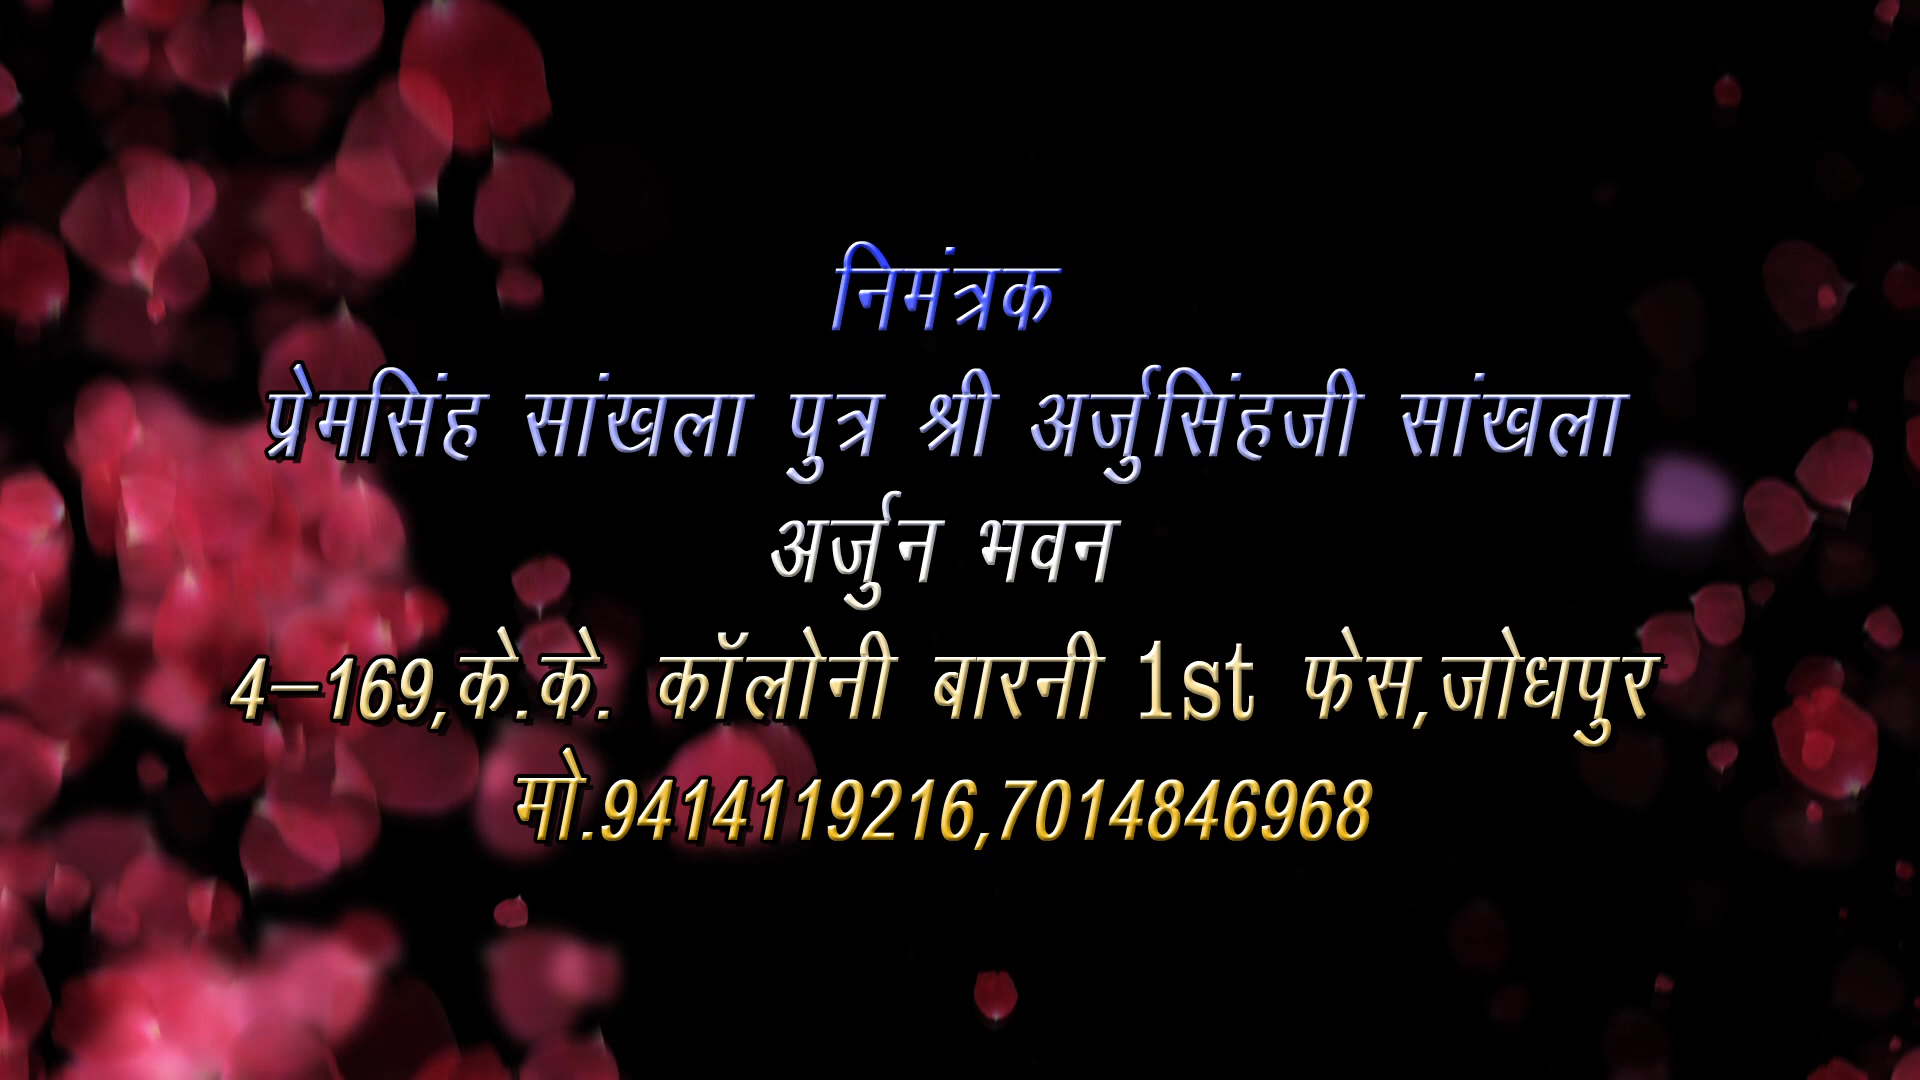 निमंत्रक
प्रेमसिंह सांखला पुत्र श्री अर्जुसिंहजी सांखला
अर्जुन भवन
4-169,के.के. कॉलोनी बारनी 1st फेस,जोधपुर
मो.9414119216,7014846968